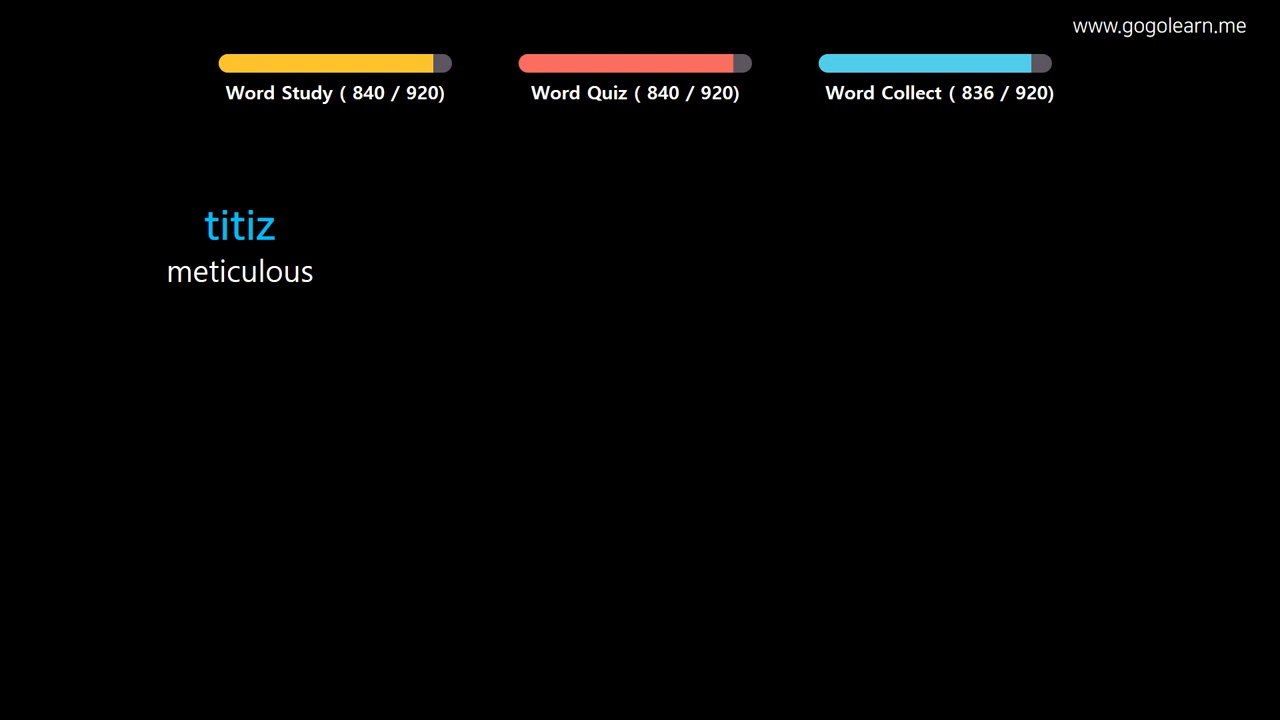 www.gogolearn.me
Word Study ( 840 / 920)
Word Quiz ( 840 / 920)
Word Collect ( 836 / 920)
titiz
meticulous